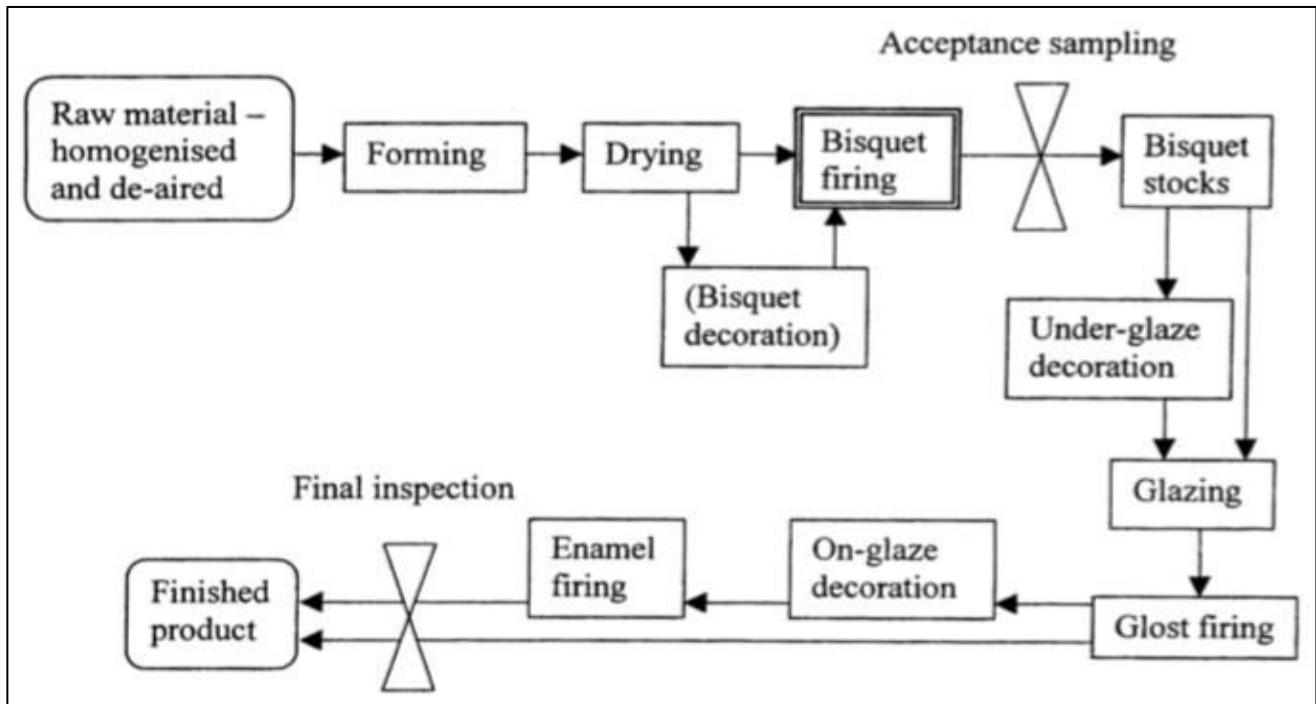 Acceptance sampling
Raw material –
homogenised
and de-aired
Forming
Drying
Bisquet
firing
Bisquet
stocks
(Bisquet
decoration)
Under-glaze
decoration
Glazing
Final inspection
Enamel
firing
On-glaze
decoration
Finished
product
Glost firing